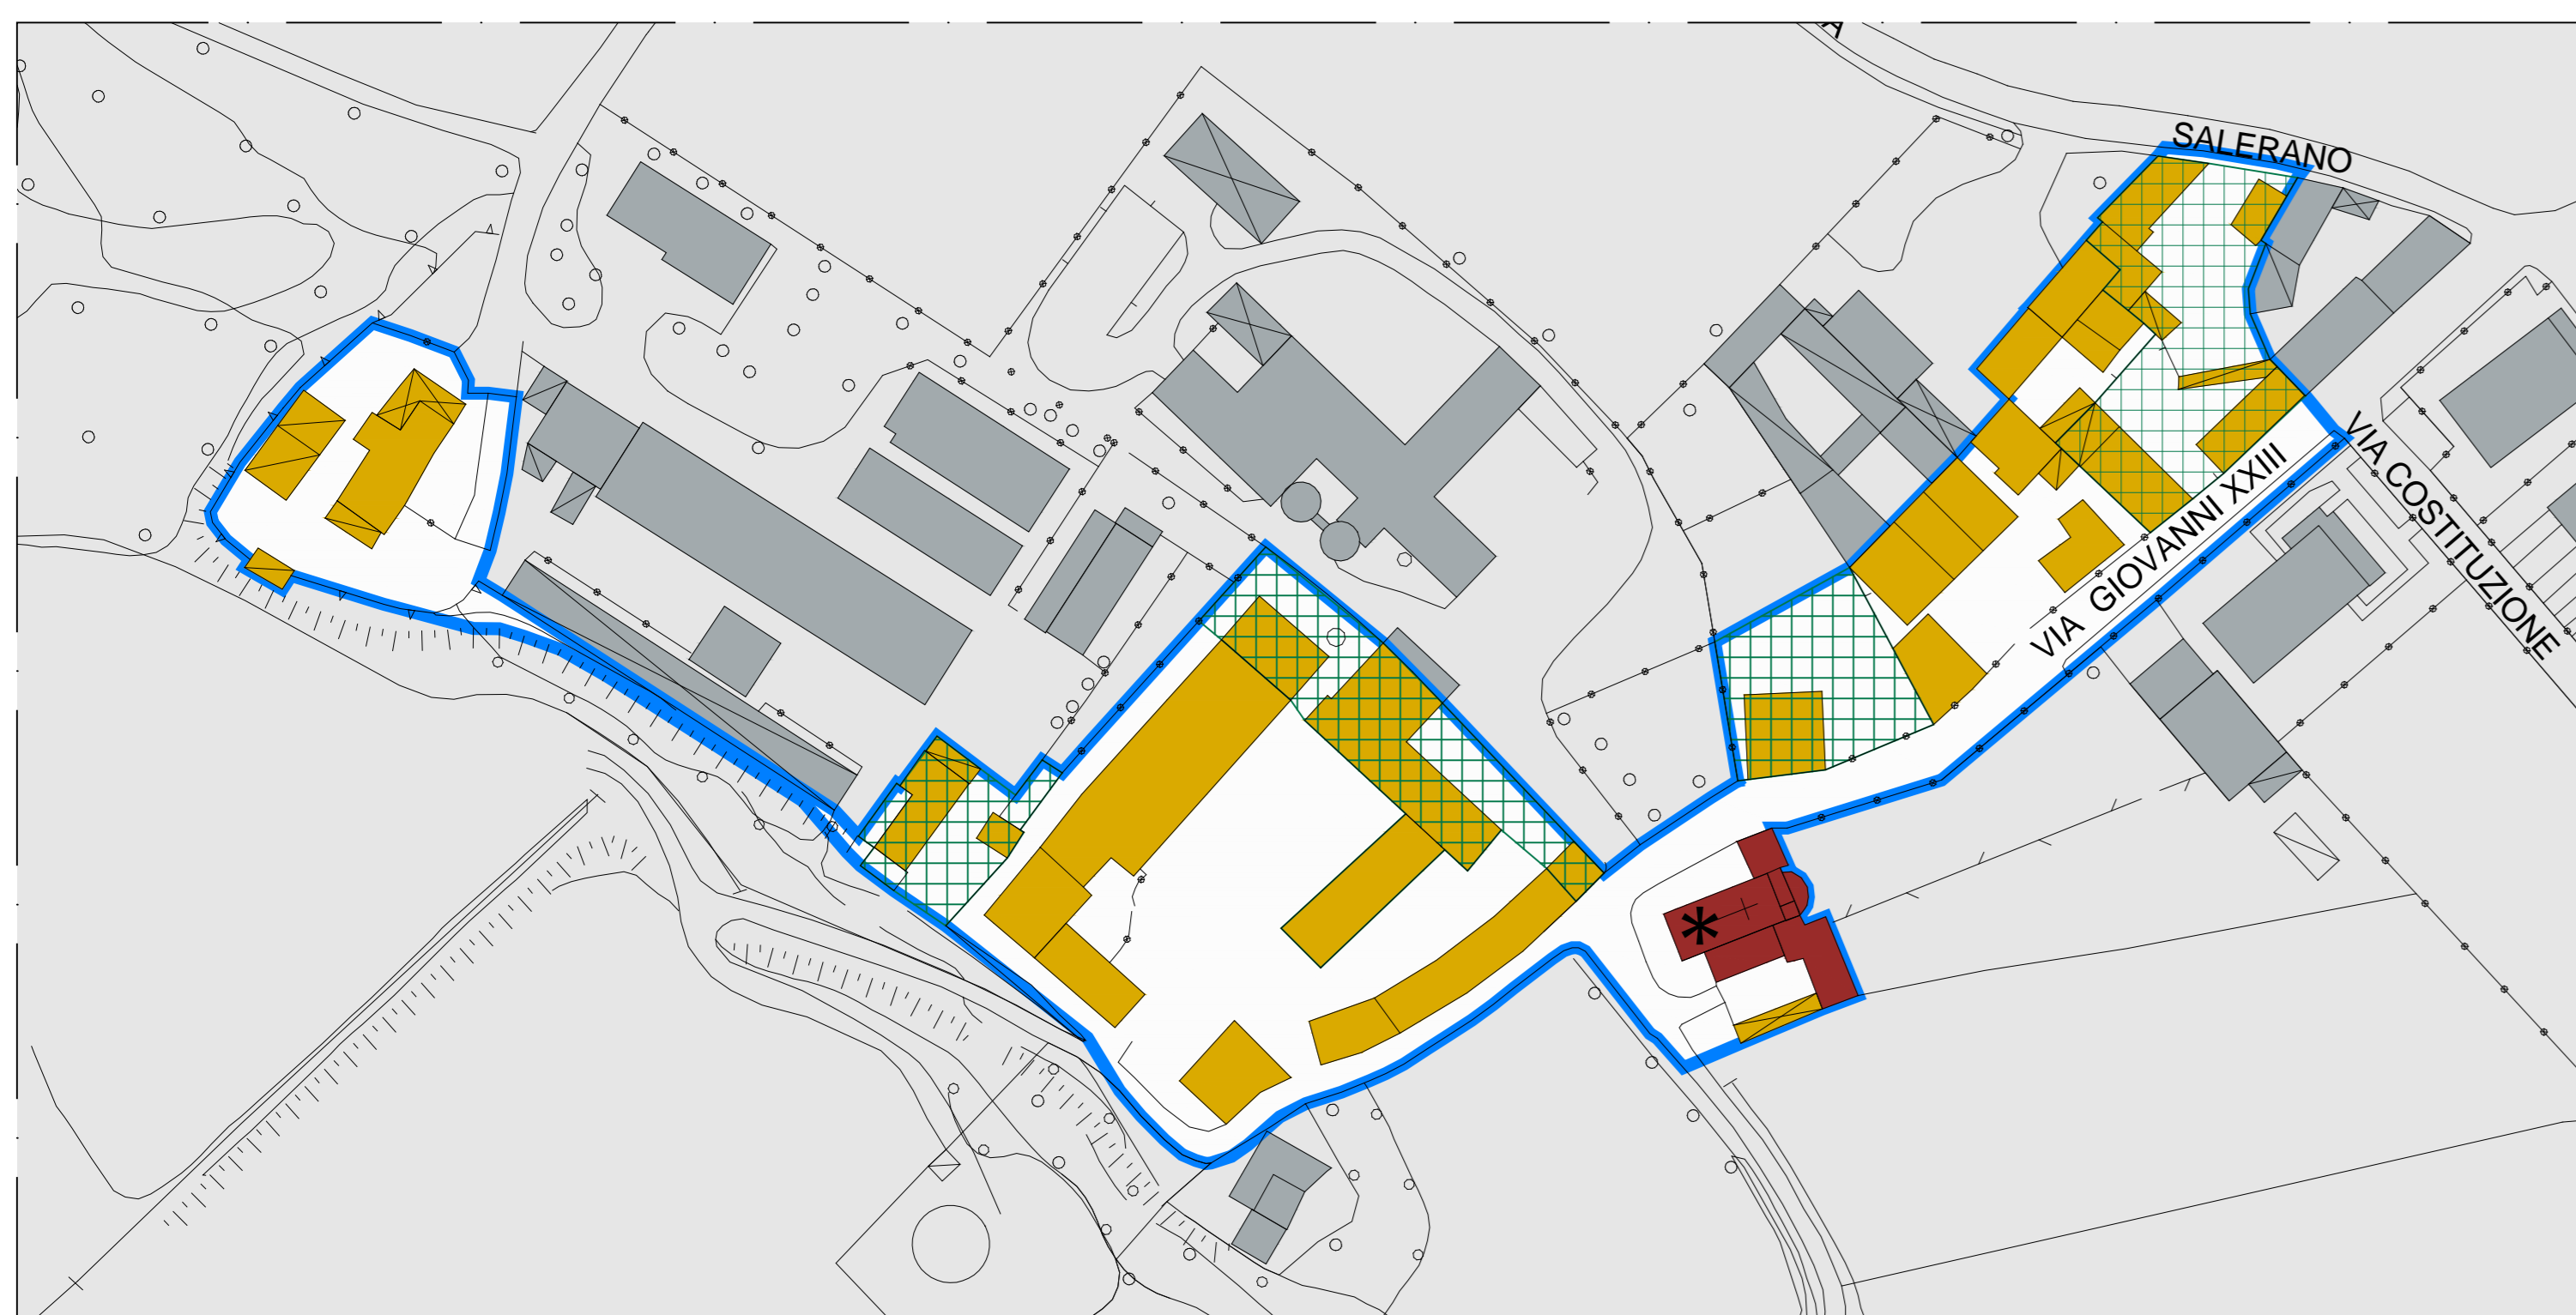 A
SALERANO
VIA COSTITUZIONE
VIA GIOVANNI XXIII
*